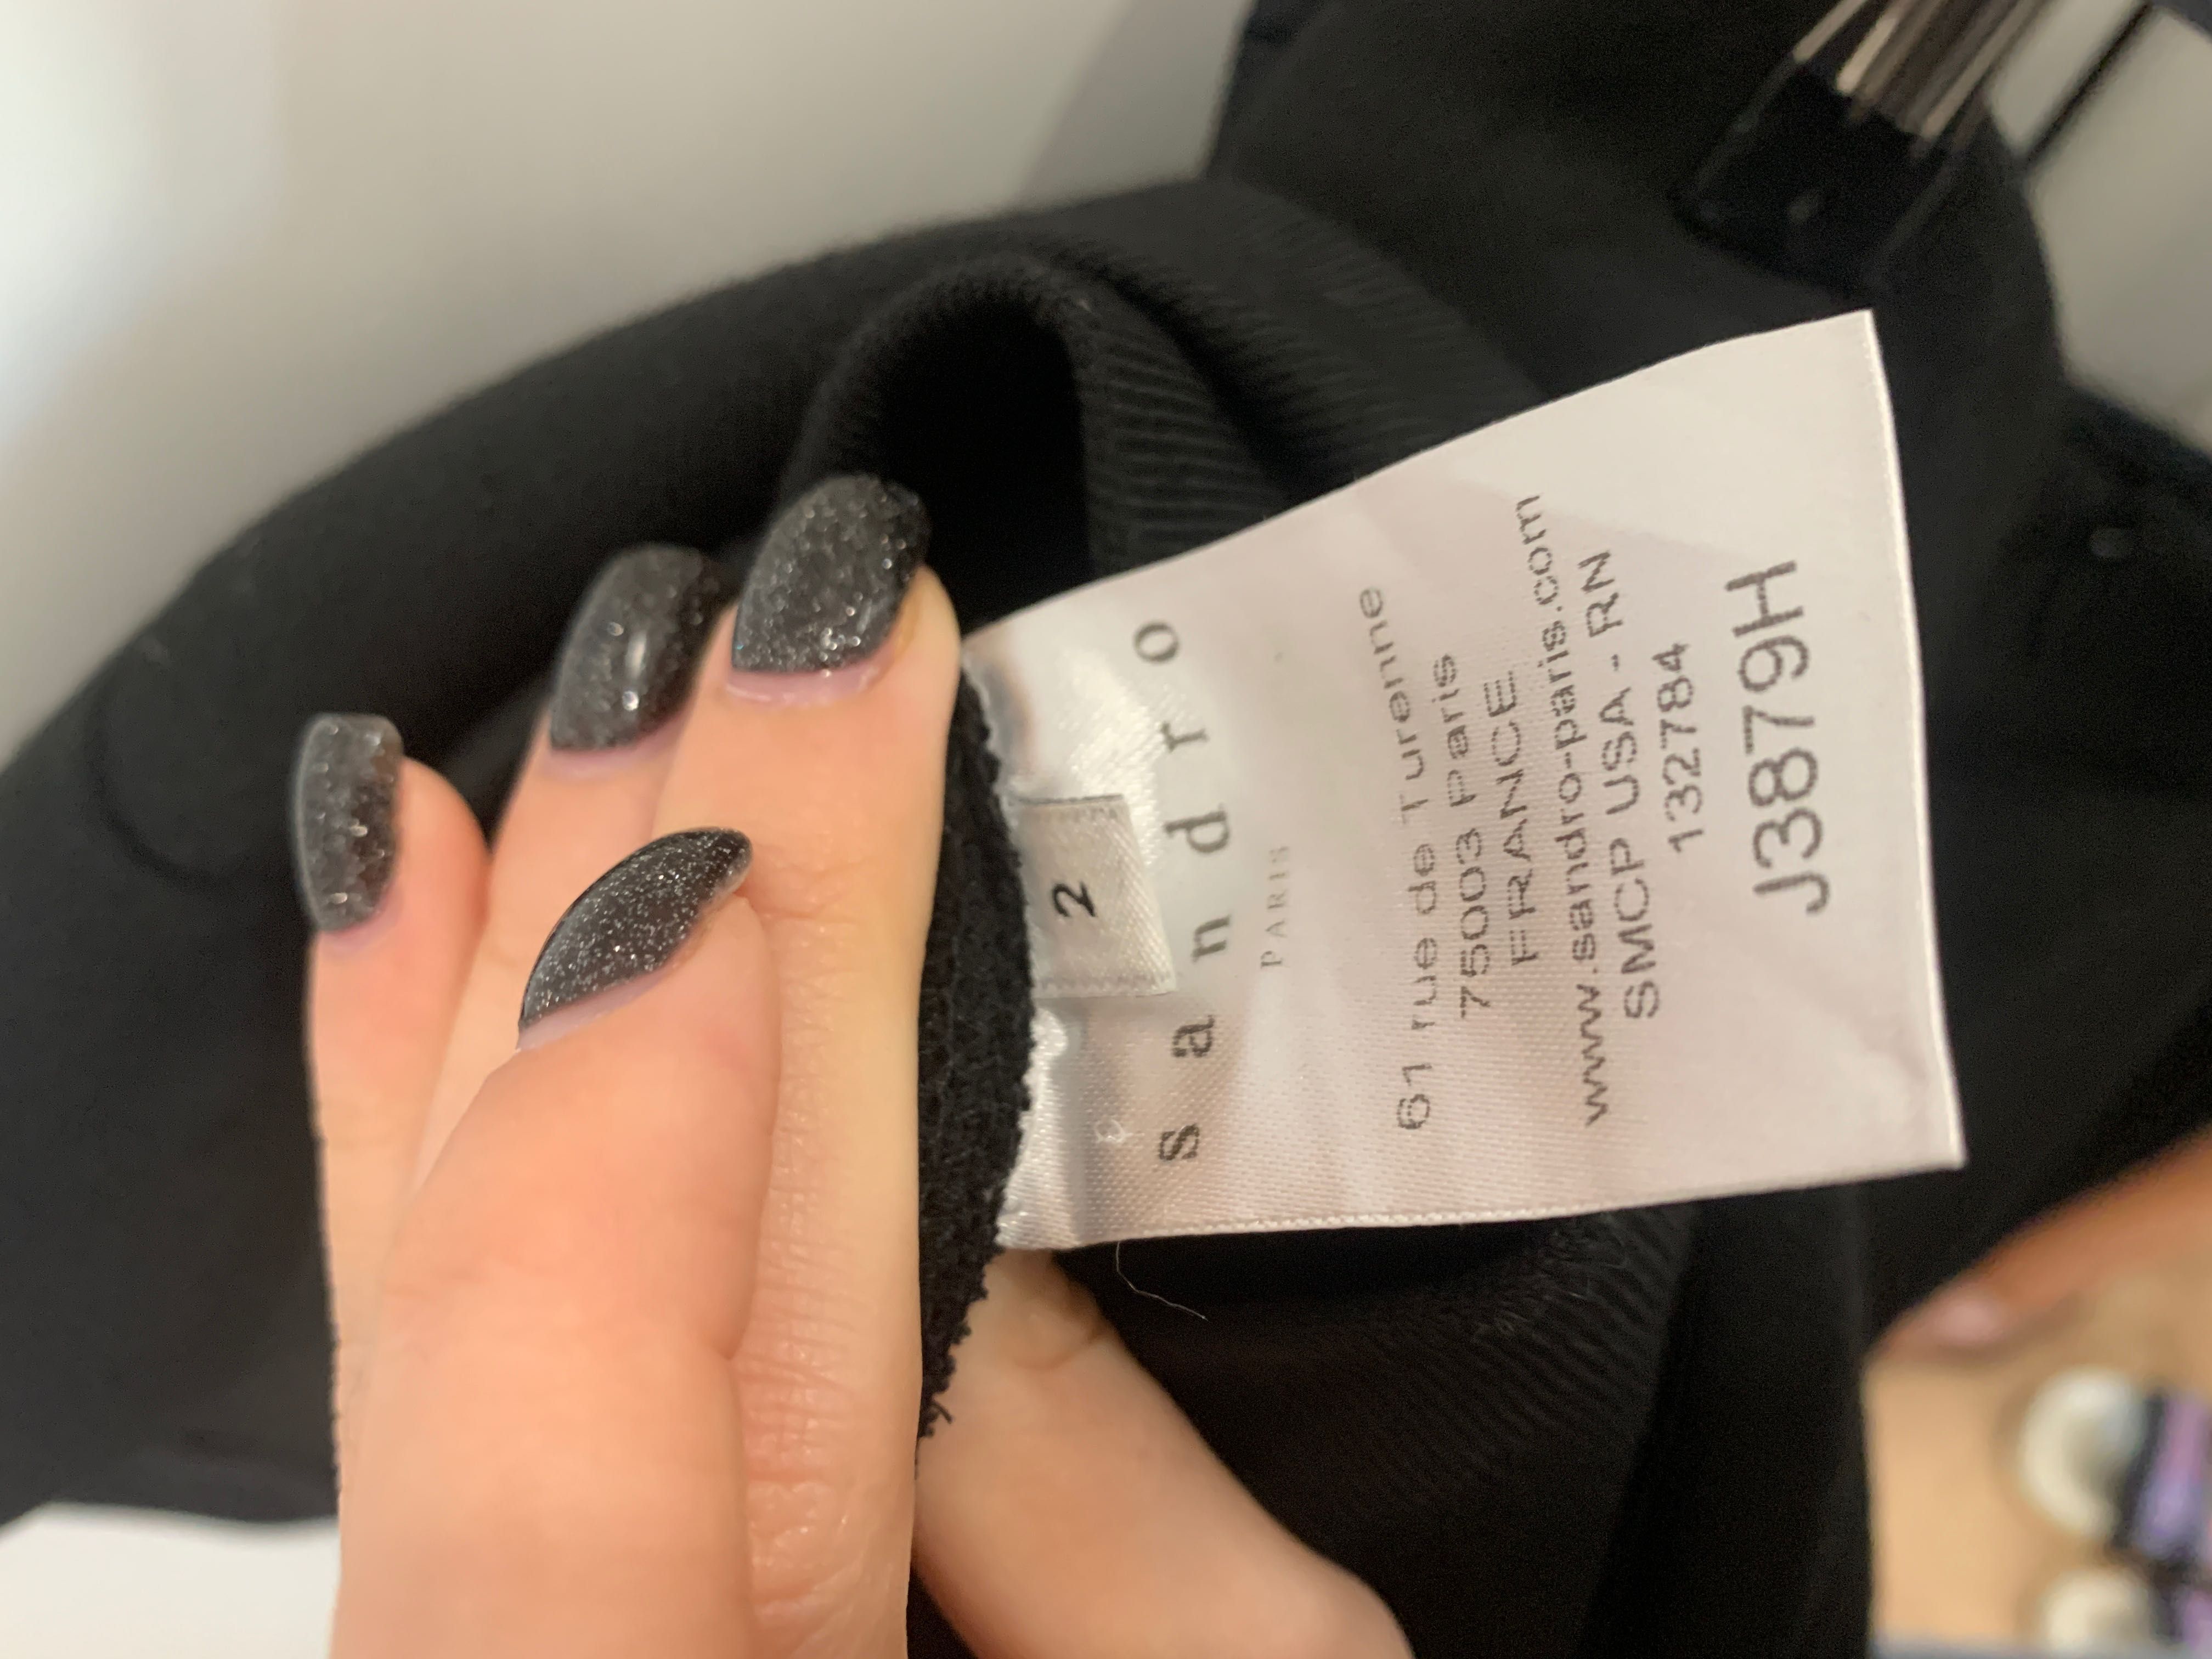 2
sandro
PARIS
61 rue de Turenne
75003 Paris
FRANCE
www.sandro-paris.com
SMCP USA - RN
132784
J3879H